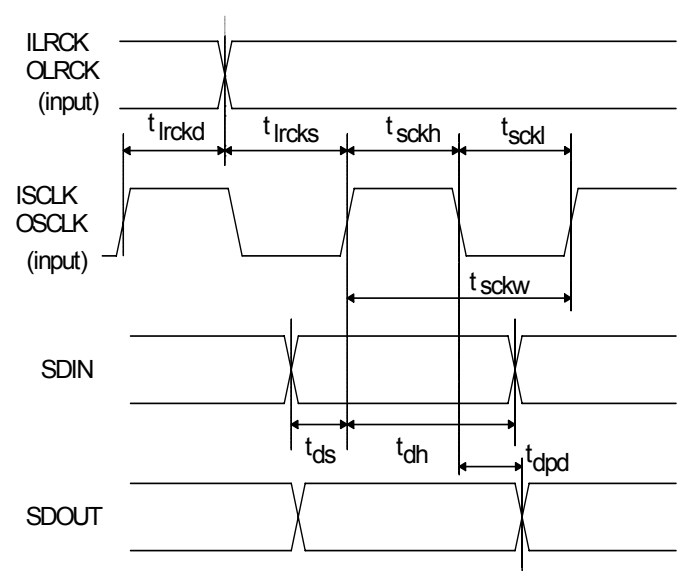 ILRCK
OLRCK
(input)
t lrckd
t lrcks
t sckh
t sckl
ISCLK
OSCLK
(input)
t sckw
SDIN
t ds
t dh
t dpd
SDOUT